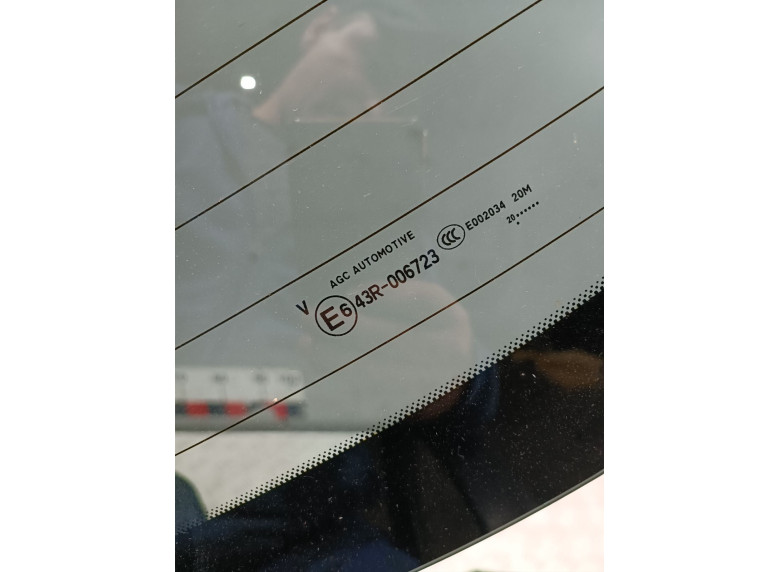 AGC AUTOMOTIVE
V E6 43R-006723 CCC E002034 20M
20••••••
•